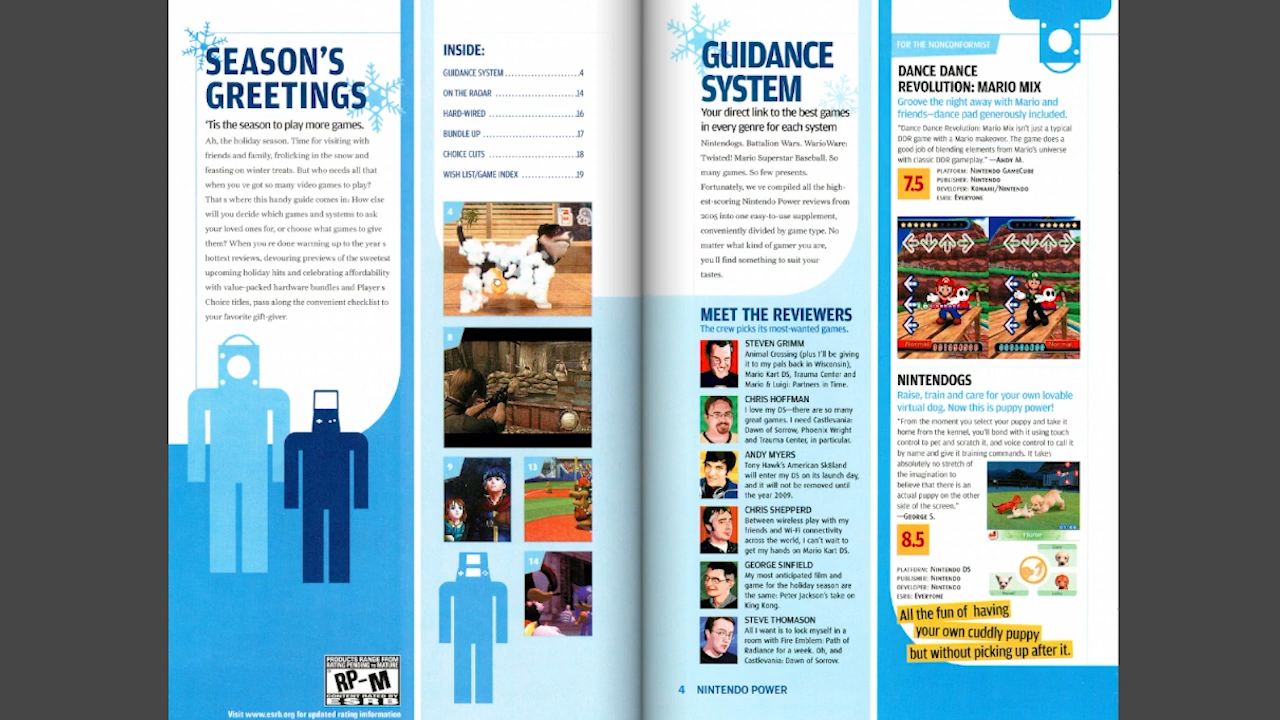 SEASON'S
GREETINGS
'Tis the season to play more games.
Ah, the holiday season. Time for visiting with
friends and family, frolicking in the snow and
feasting on winter treats. But who needs all that
when you've got so many video games to play?
That's where this handy guide comes in: How else
will you decide which games and systems to ask
your loved ones for, or choose what games to give
them? When you're done warming up to the year's
hottest reviews, devouring previews of the sweetest
upcoming holiday hits and celebrating affordability
with value-packed hardware bundles and Player's
Choice titles, pass along the convenient checklist to
your favorite gift-giver.
PRODUCTS RANGE FROM
RATING PENDING to MATURE
RP-M
CONTENT RATED BY
ESRB
Visit www.esrb.org for updated rating information
INSIDE:
GUIDANCE SYSTEM ......................4
ON THE RADAR ........................14
HARD-WIRED ...........................16
BUNDLE UP .............................17
CHOICE CUTS ..........................18
WISH LIST/GAME INDEX ................19
4
8
9
13
14
GUIDANCE
SYSTEM
Your direct link to the best games
in every genre for each system
Nintendogs. Battalion Wars. WarioWare:
Twisted! Mario Superstar Baseball. So
many games. So few presents.
Fortunately, we've compiled all the high-
est-scoring Nintendo Power reviews from
2005 into one easy-to-use supplement,
conveniently divided by game type. No
matter what kind of gamer you are,
you'll find something to suit your
tastes.
MEET THE REVIEWERS
The crew picks its most-wanted games.
STEVEN GRIMM
Animal Crossing (plus I'll be giving
it to my pals back in Wisconsin),
Mario Kart DS, Trauma Center and
Mario & Luigi: Partners in Time.
CHRIS HOFFMAN
I love my DS—there are so many
great games. I need Castlevania:
Dawn of Sorrow, Phoenix Wright
and Trauma Center, in particular.
ANDY MYERS
Tony Hawk's American Sk8land
will enter my DS on its launch day,
and it will not be removed until
the year 2009.
CHRIS SHEPPERD
Between wireless play with my
friends and Wi-Fi connectivity
across the world, I can't wait to
get my hands on Mario Kart DS.
GEORGE SINFIELD
My most anticipated film and
game for the holiday season are
the same: Peter Jackson's take on
King Kong.
STEVE THOMASON
All I want is to lock myself in a
room with Fire Emblem: Path of
Radiance for a week. Oh, and
Castlevania: Dawn of Sorrow.
4 NINTENDO POWER
FOR THE NONCONFORMIST
DANCE DANCE
REVOLUTION: MARIO MIX
Groove the night away with Mario and
friends—dance pad generously included.
"Dance Dance Revolution: Mario Mix isn't just a typical
DDR game with a Mario makeover. The game does a
good job of blending elements from Mario's universe
with classic DDR gameplay." —ANDY M.
7.5
PLATFORM: NINTENDO GAMECUBE
PUBLISHER: NINTENDO
DEVELOPER: KONAMI/NINTENDO
ESRB: EVERYONE
Normal
Normal
NINTENDOGS
Raise, train and care for your own lovable
virtual dog. Now this is puppy power!
"From the moment you select your puppy and take it
home from the kennel, you'll bond with it using touch
control to pet and scratch it, and voice control to call it
by name and give it training commands. It takes
absolutely no stretch of
the imagination to
believe that there is an
actual puppy on the other
side of the screen."
—GEORGE S.
8.5
PLATFORM: NINTENDO DS
PUBLISHER: NINTENDO
DEVELOPER: NINTENDO
ESRB: EVERYONE
All the fun of having
your own cuddly puppy
but without picking up after it.